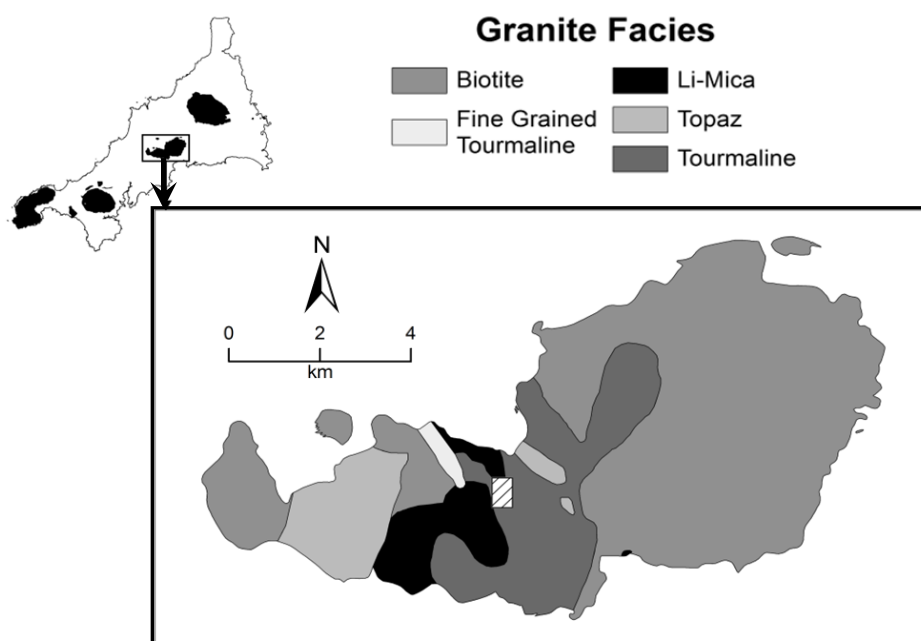 Granite Facies
Biotite
Li-Mica
Fine Grained
Tourmaline
Topaz
Tourmaline
N
0 2 4
km